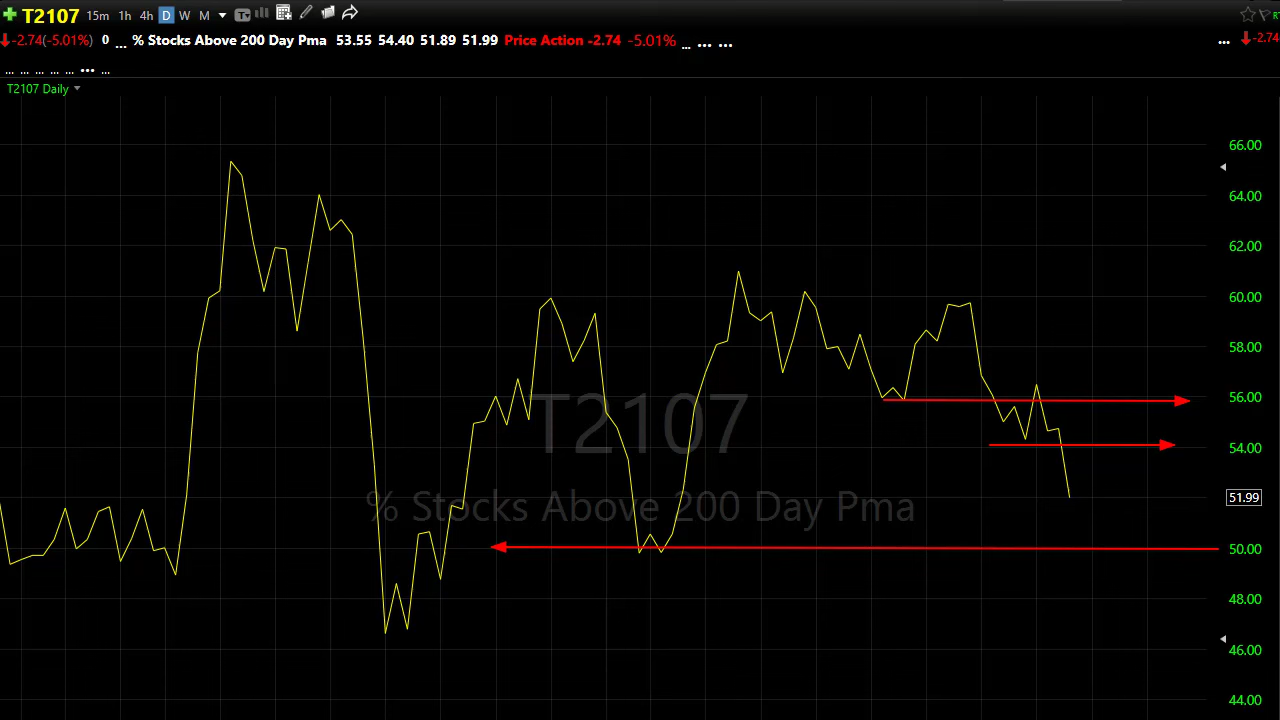 T2107 15m 1h 4h D W M T
-2.74(-5.01%) 0 ... % Stocks Above 200 Day Pma 53.55 54.40 51.89 51.99 Price Action -2.74 -5.01% ... ... ... ... -2.74
... ... ... ... ... ... ...
T2107 Daily
66.00
64.00
62.00
60.00
58.00
56.00
54.00
51.99
50.00
48.00
46.00
44.00
T2107
% Stocks Above 200 Day Pma